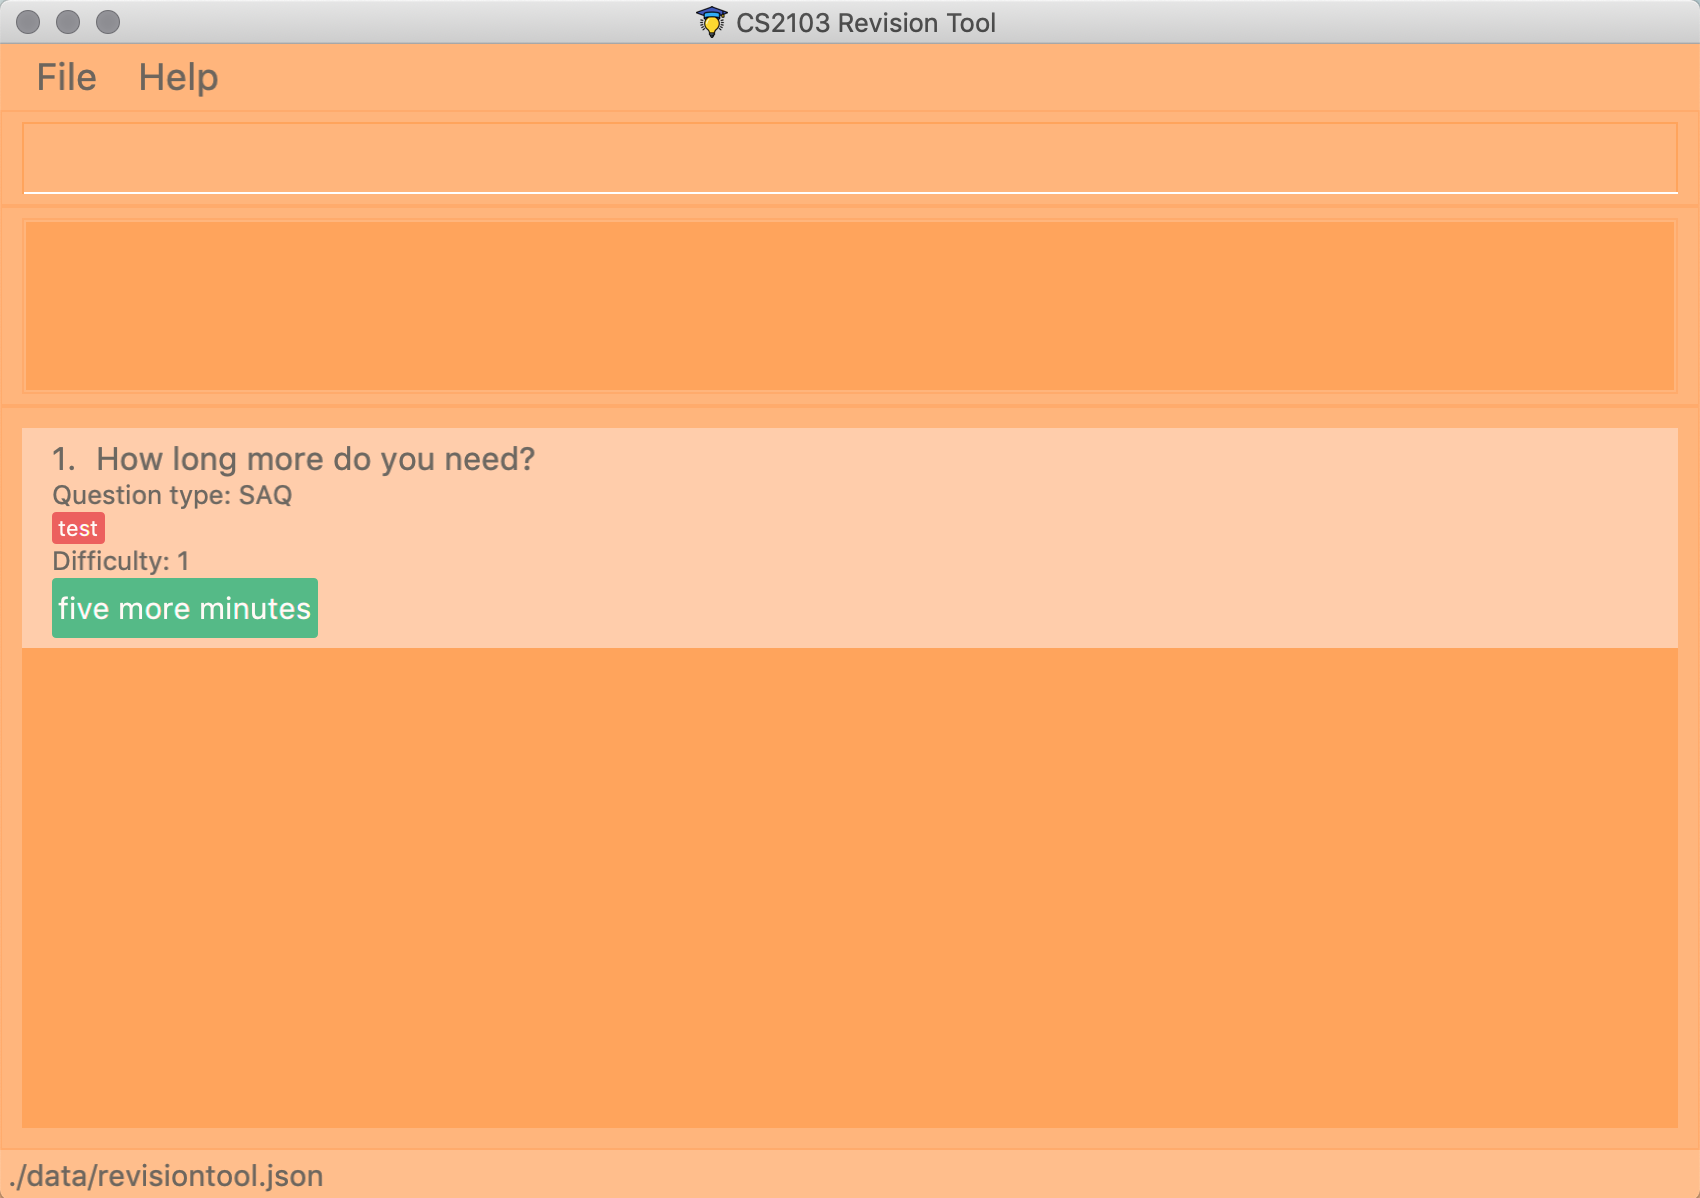 CS2103 Revision Tool
File Help
1. How long more do you need?
Question type: SAQ
test
Difficulty: 1
five more minutes
./data/revisiontool.json